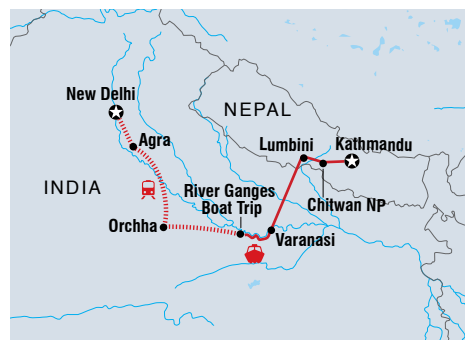 New Delhi
NEPAL
Agra
Lumbini
Kathmandu
INDIA
River Ganges
Boat Trip
Chitwan NP
Orchha
Varanasi